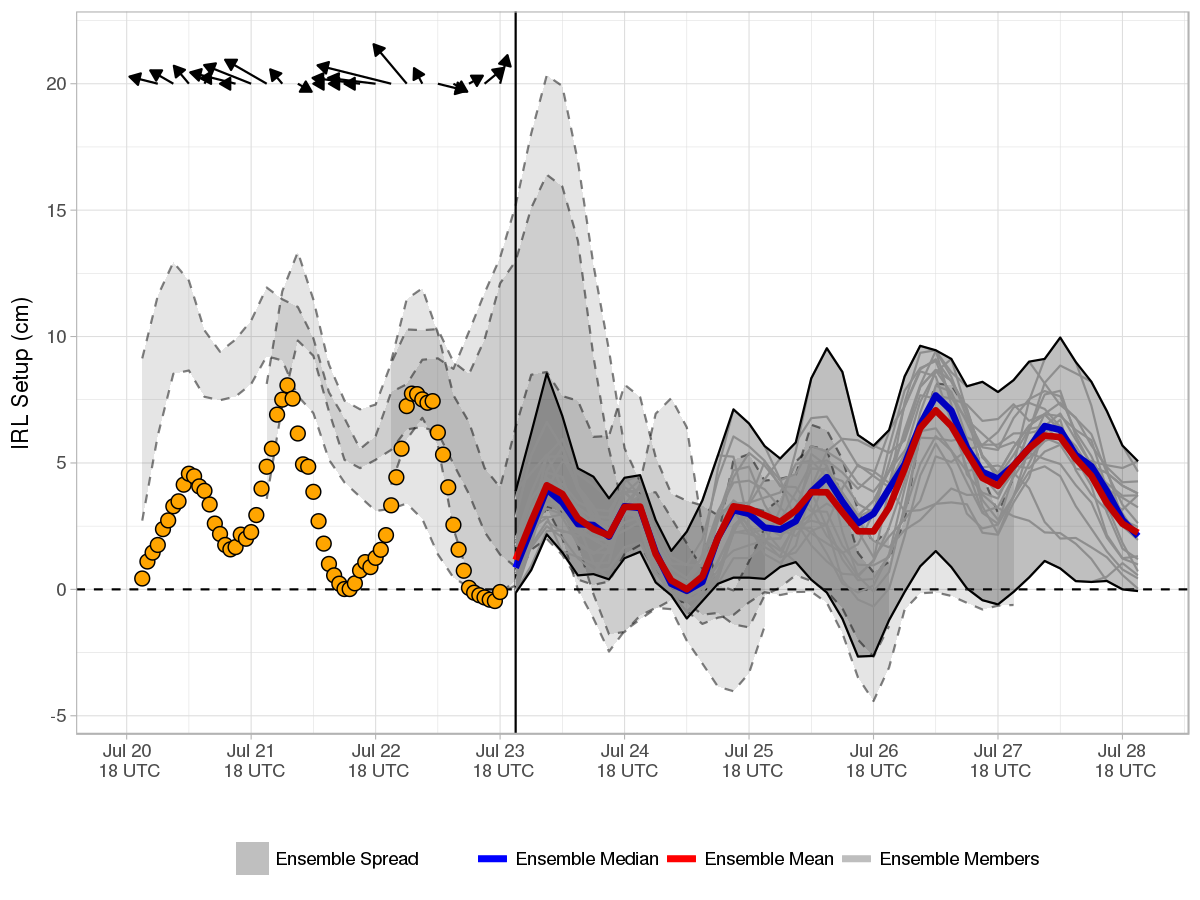 IRL Setup (cm)
20
15
10
5
0
-5
Jul 20 Jul 21 Jul 22 Jul 23 Jul 24 Jul 25 Jul 26 Jul 27 Jul 28
18 UTC 18 UTC 18 UTC 18 UTC 18 UTC 18 UTC 18 UTC 18 UTC 18 UTC
Ensemble Spread Ensemble Median Ensemble Mean Ensemble Members